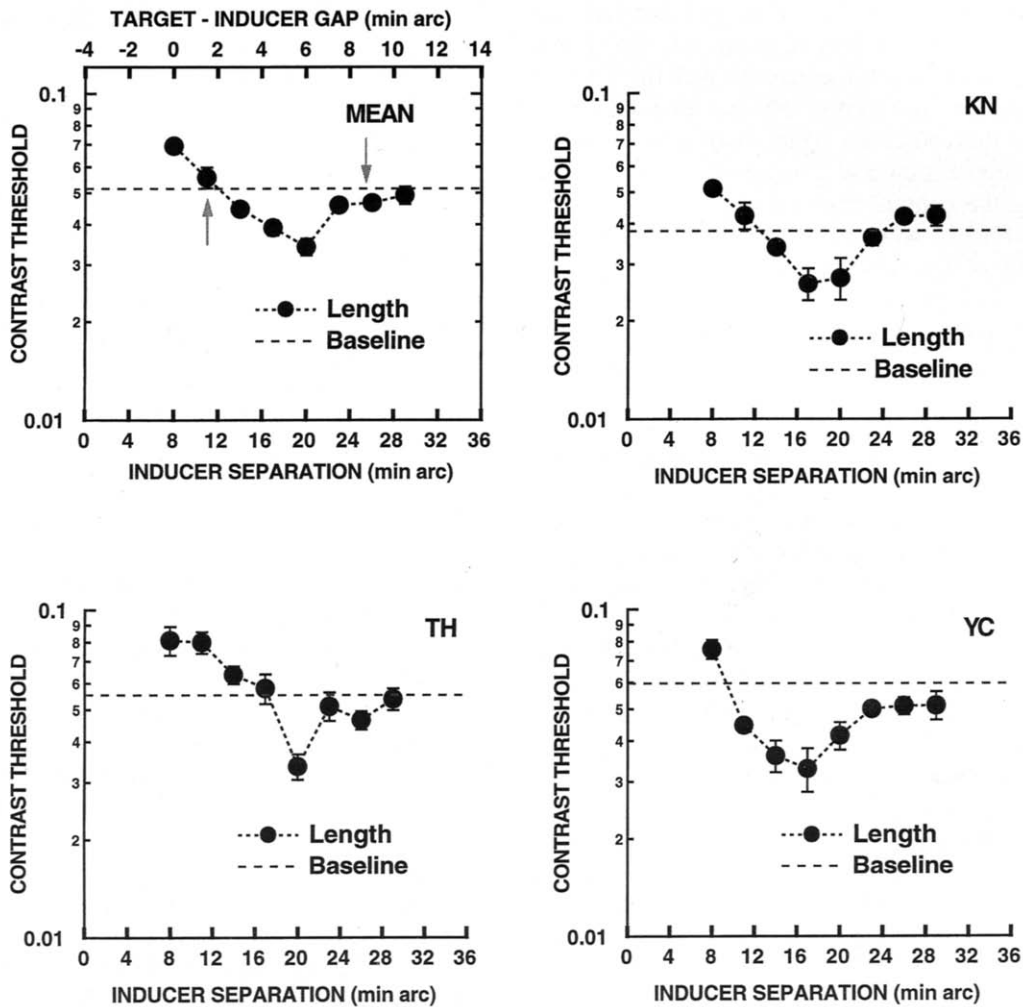 TARGET - INDUCER GAP (min arc)
-4 -2 0 2 4 6 8 10 12 14
CONTRAST THRESHOLD
0.1
9
8
7
6
5
4
3
2
0.01
MEAN
Length
Baseline
0 4 8 12 16 20 24 28 32 36
INDUCER SEPARATION (min arc)
CONTRAST THRESHOLD
0.1
9
8
7
6
5
4
3
2
0.01
KN
Length
Baseline
0 4 8 12 16 20 24 28 32 36
INDUCER SEPARATION (min arc)
CONTRAST THRESHOLD
0.1
9
8
7
6
5
4
3
2
0.01
TH
Length
Baseline
0 4 8 12 16 20 24 28 32 36
INDUCER SEPARATION (min arc)
CONTRAST THRESHOLD
0.1
9
8
7
6
5
4
3
2
0.01
YC
Length
Baseline
0 4 8 12 16 20 24 28 32 36
INDUCER SEPARATION (min arc)